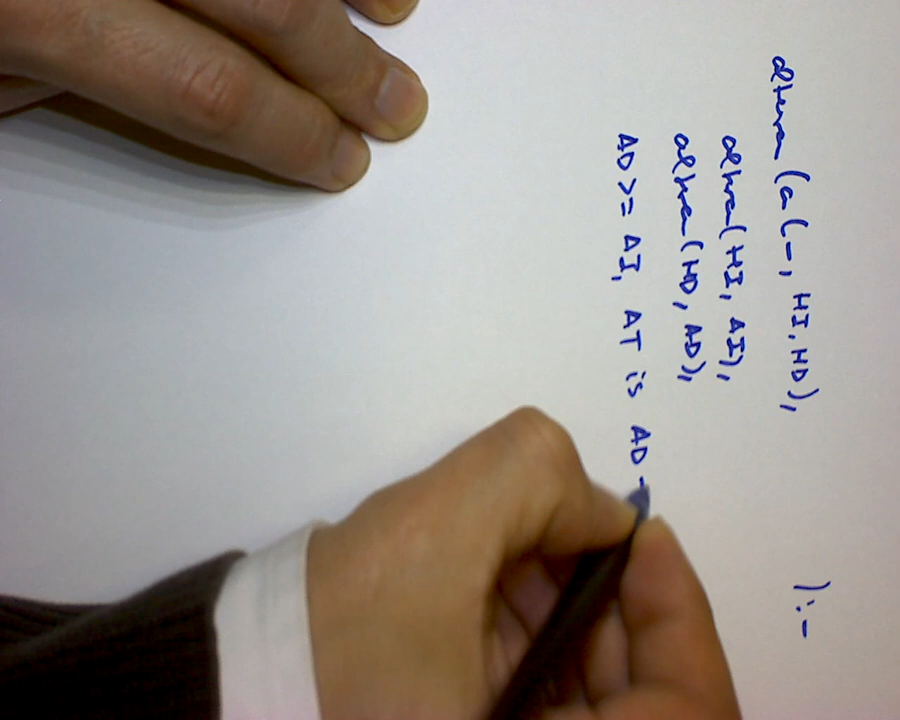 altura(a(_, HI, HD),        ):-
altura(HI, AI),
altura(HD, AD),
AD >= AI, AT is AD